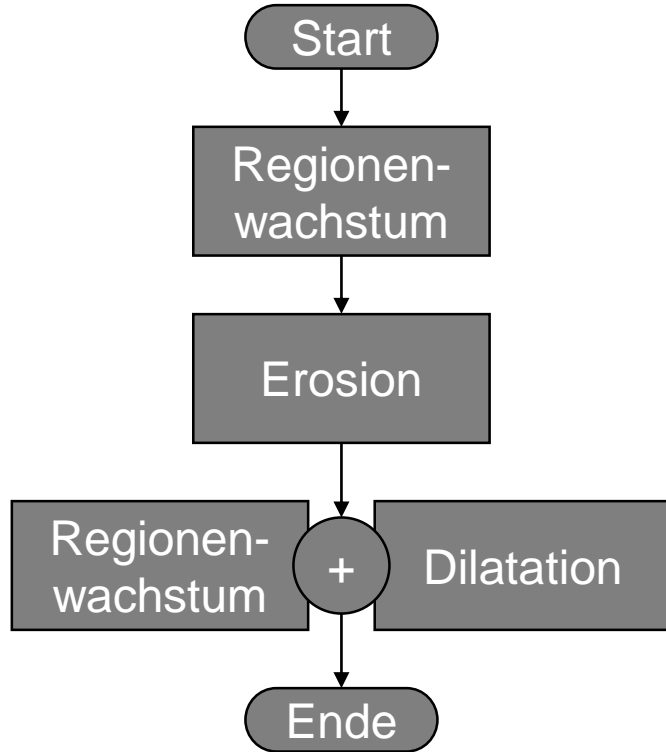 Start
Regionen-
wachstum
Erosion
Regionen-
wachstum
+
Dilatation
Ende